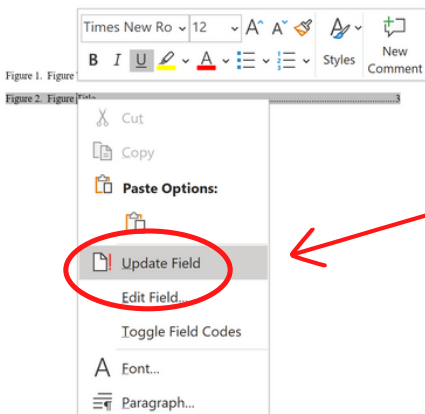 Times New Ro 12 A^ A˅
B I U A
Styles
New
Comment
Figure 1. Figure
Figure 2. Figure Title 3
Cut
Copy
Paste Options:
Update Field
Edit Field...
Toggle Field Codes
A Font...
Paragraph...